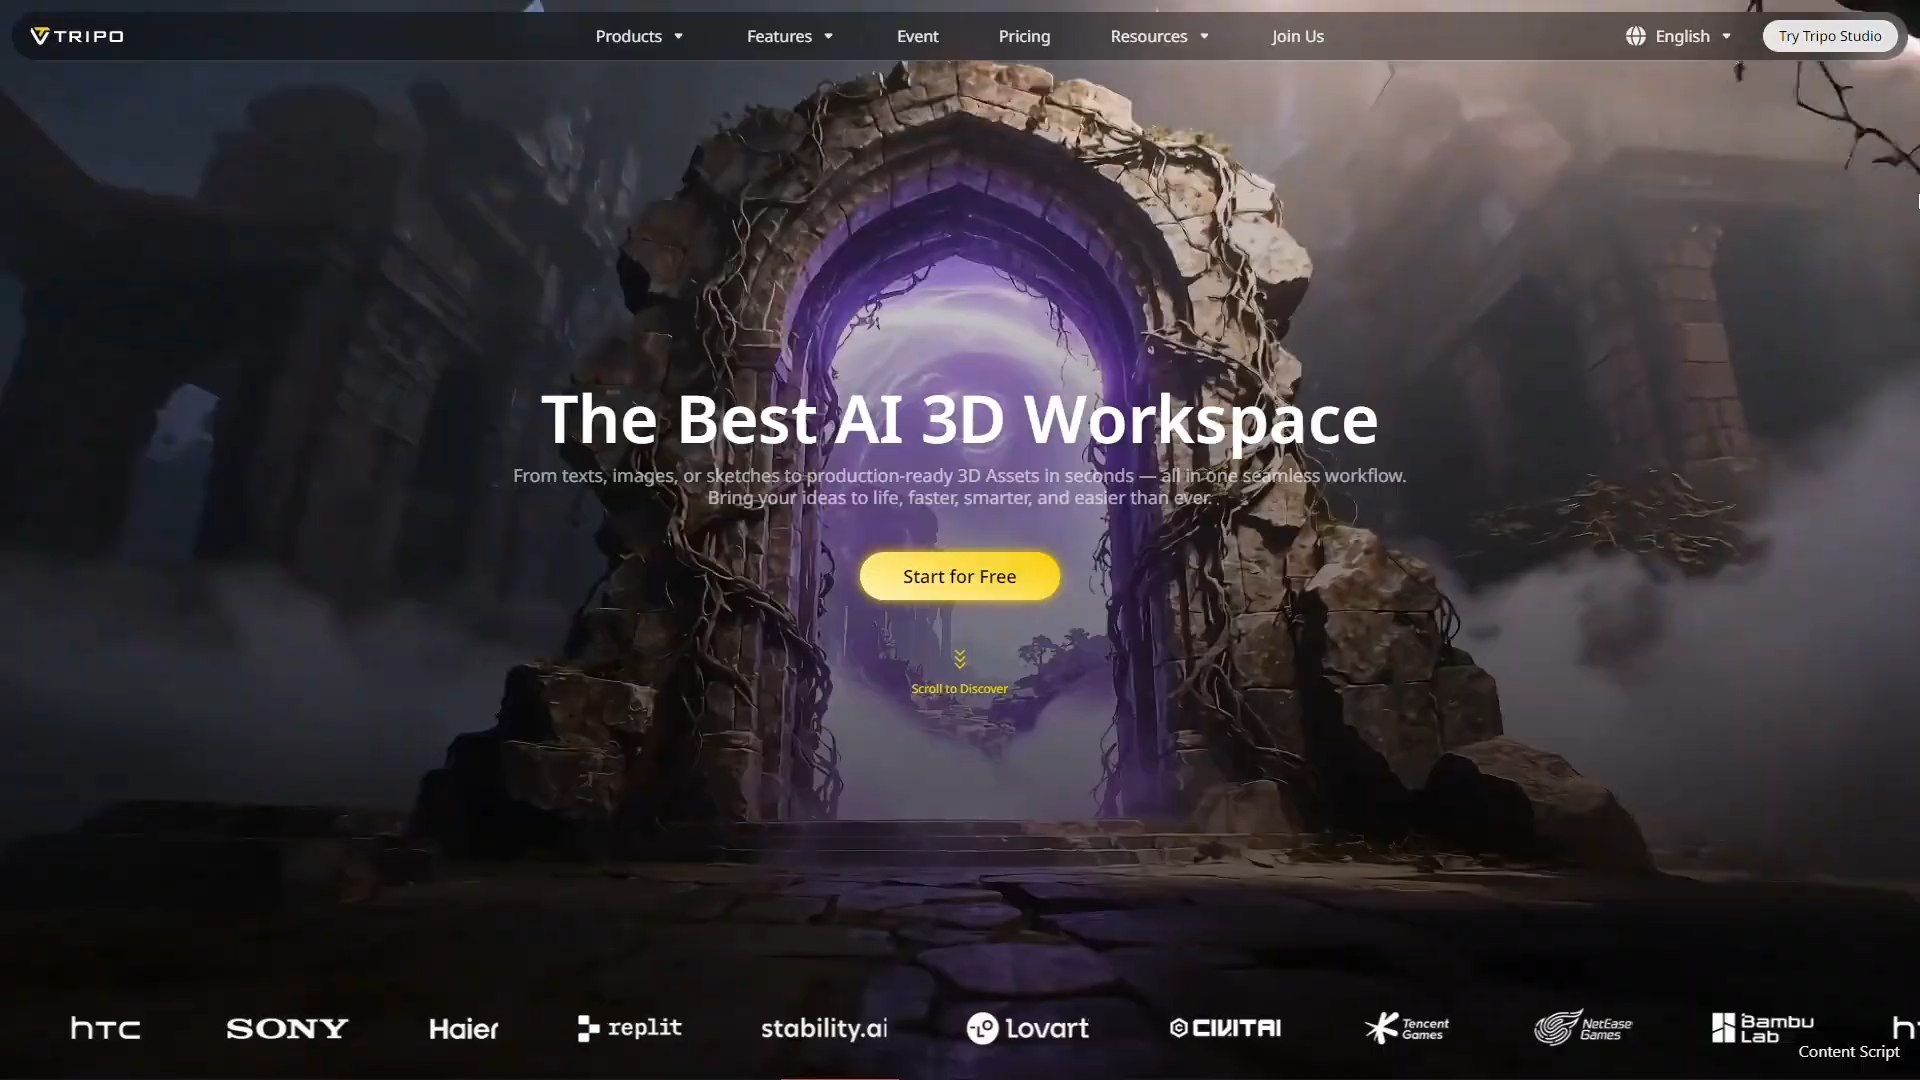 TRIPO
Products
Features
Event
Pricing
Resources
Join Us
English
Try Tripo Studio
The Best AI 3D Workspace
From texts, images, or sketches to production-ready 3D Assets in seconds — all in one seamless workflow.
Bring your ideas to life, faster, smarter, and easier than ever.
Start for Free
Scroll to Discover
hTC
SONY
Haier
replit
stability.ai
Lovart
CIVITAI
Tencent
Games
NetEase
Games
Bambu
Lab
Content Script